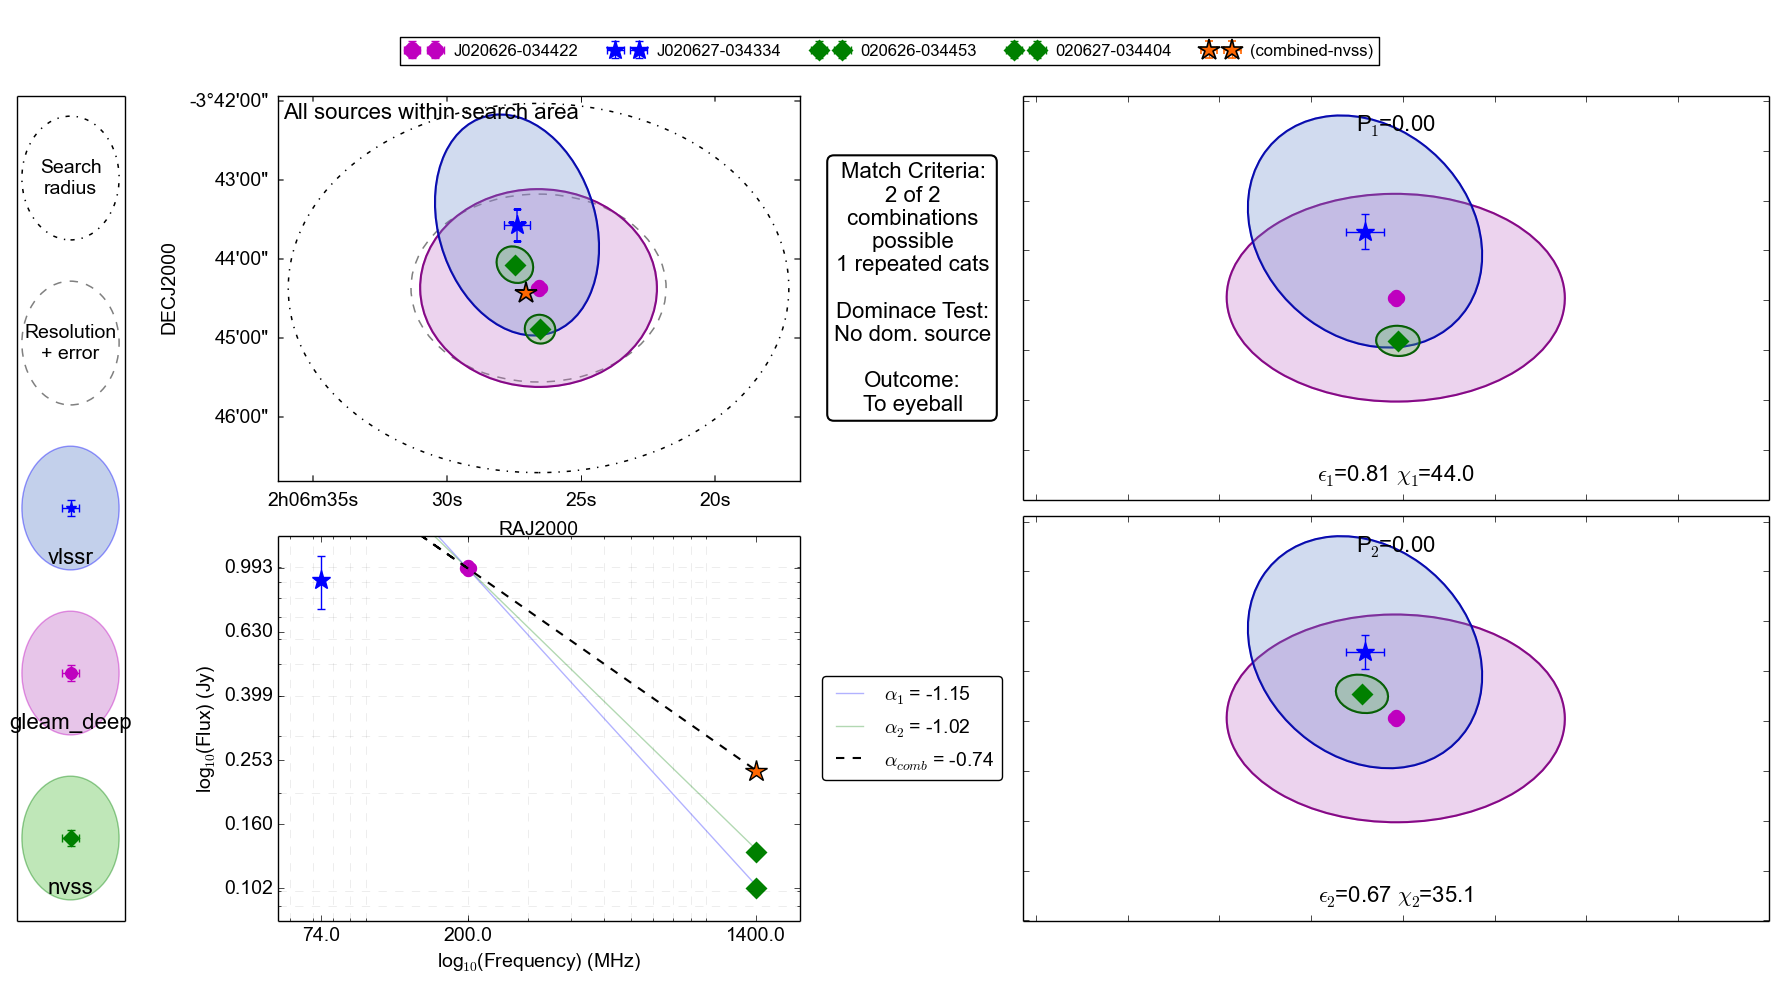 J020626-034422 J020627-034334 020626-034453 020627-034404 (combined-nvss)
Search
radius
Resolution
+ error
vlssr
gleam_deep
nvss
All sources within search area
DECJ2000
-3°42'00"
43'00"
44'00"
45'00"
46'00"
2h06m35s 30s 25s 20s
RAJ2000
Match Criteria:
2 of 2
combinations
possible
1 repeated cats
Dominace Test:
No dom. source
Outcome:
To eyeball
P₁=0.00
ϵ₁=0.81 χ₁=44.0
P₂=0.00
ϵ₂=0.67 χ₂=35.1
log₁₀(Flux) (Jy)
0.993
0.630
0.399
0.253
0.160
0.102
74.0 200.0 1400.0
log₁₀(Frequency) (MHz)
α₁ = -1.15
α₂ = -1.02
α_comb = -0.74